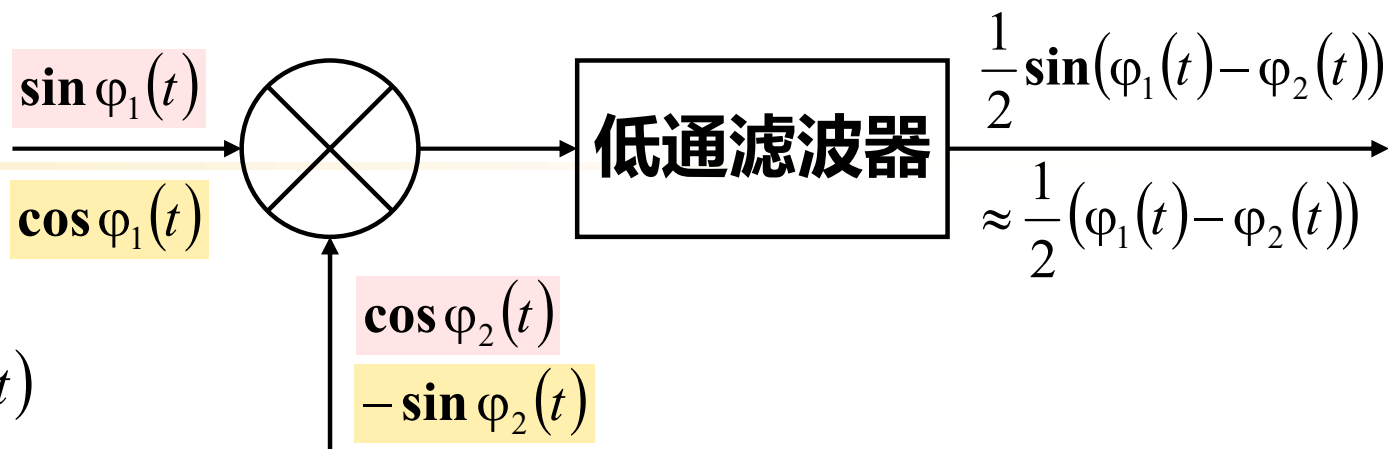 sin φ₁(t)
cos φ₁(t)
低通滤波器
1/2 sin(φ₁(t)−φ₂(t))
≈ 1/2 (φ₁(t)−φ₂(t))
cos φ₂(t)
−sin φ₂(t)
t)